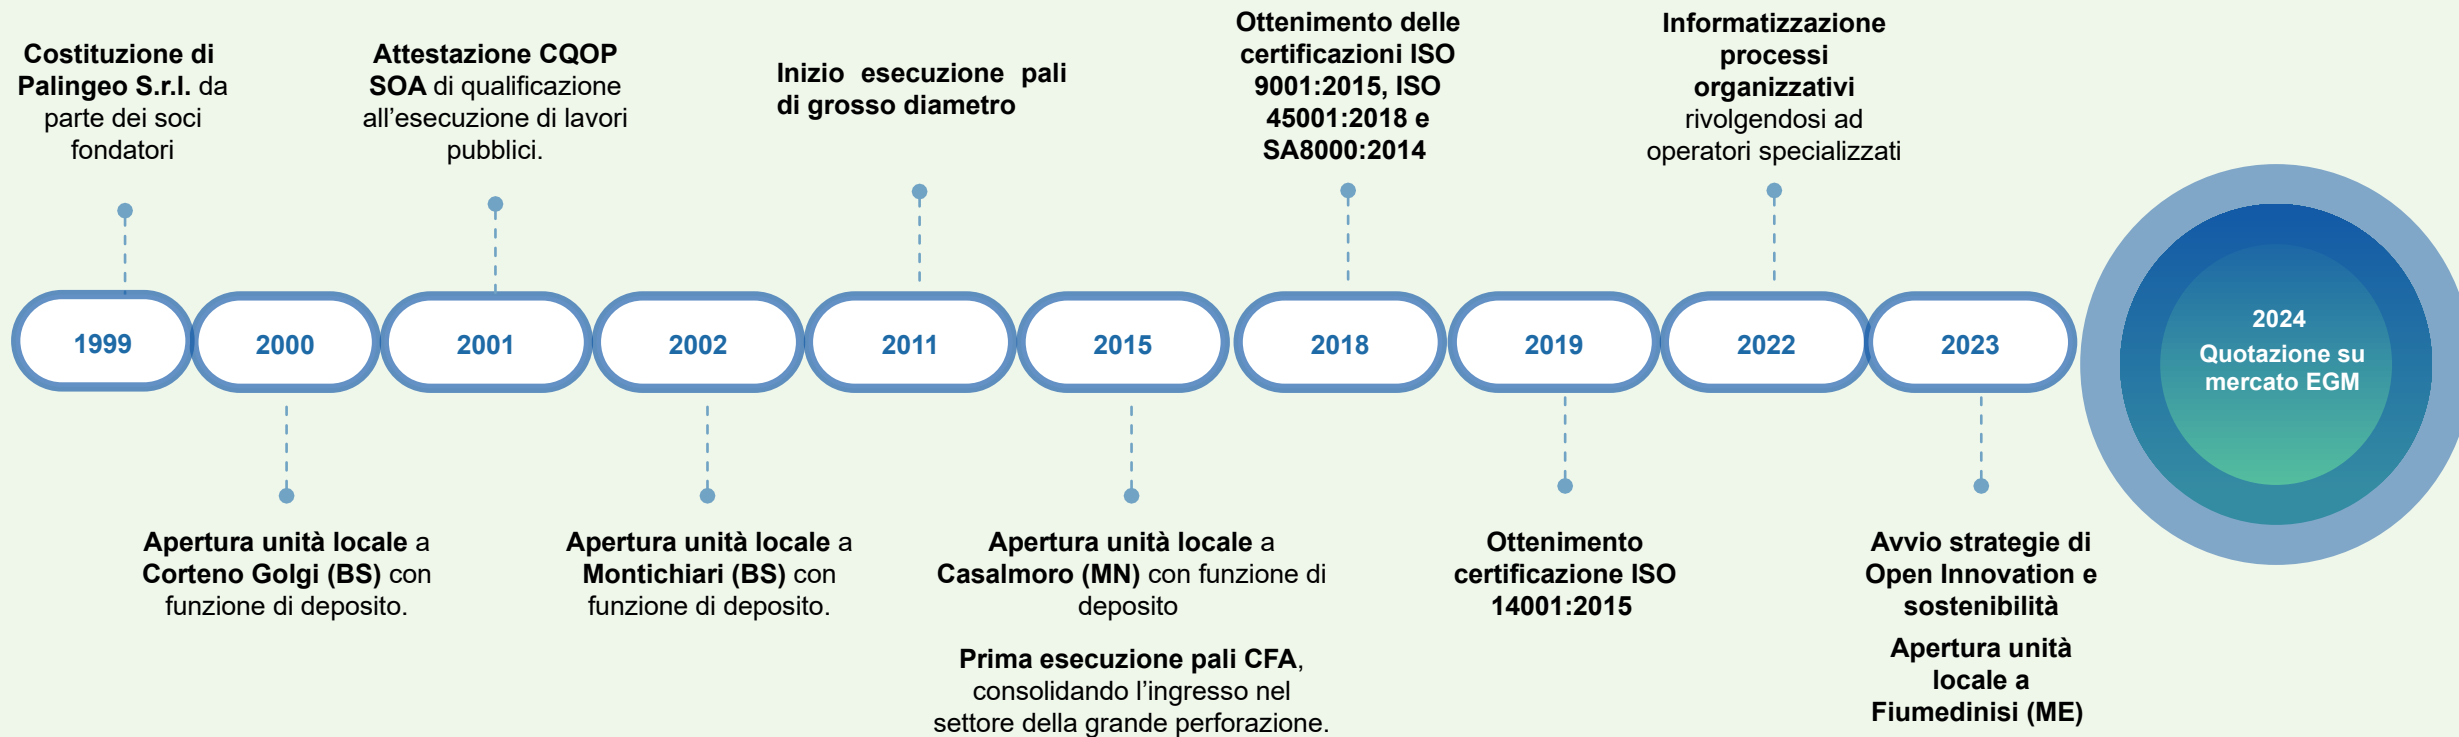 Costituzione di
Palingeo S.r.l. da
parte dei soci
fondatori
Attestazione CQOP
SOA di qualificazione
all’esecuzione di lavori
pubblici.
Inizio esecuzione pali
di grosso diametro
Ottenimento delle
certificazioni ISO
9001:2015, ISO
45001:2018 e
SA8000:2014
Informatizzazione
processi
organizzativi
rivolgendosi ad
operatori specializzati
1999
2000
2001
2002
2011
2015
2018
2019
2022
2023
2024
Quotazione su
mercato EGM
Apertura unità locale a
Corteno Golgi (BS) con
funzione di deposito.
Apertura unità locale a
Montichiari (BS) con
funzione di deposito.
Apertura unità locale a
Casalmoro (MN) con funzione di
deposito
Prima esecuzione pali CFA,
consolidando l’ingresso nel
settore della grande perforazione.
Ottenimento
certificazione ISO
14001:2015
Avvio strategie di
Open Innovation e
sostenibilità
Apertura unità
locale a
Fiumedinisi (ME)